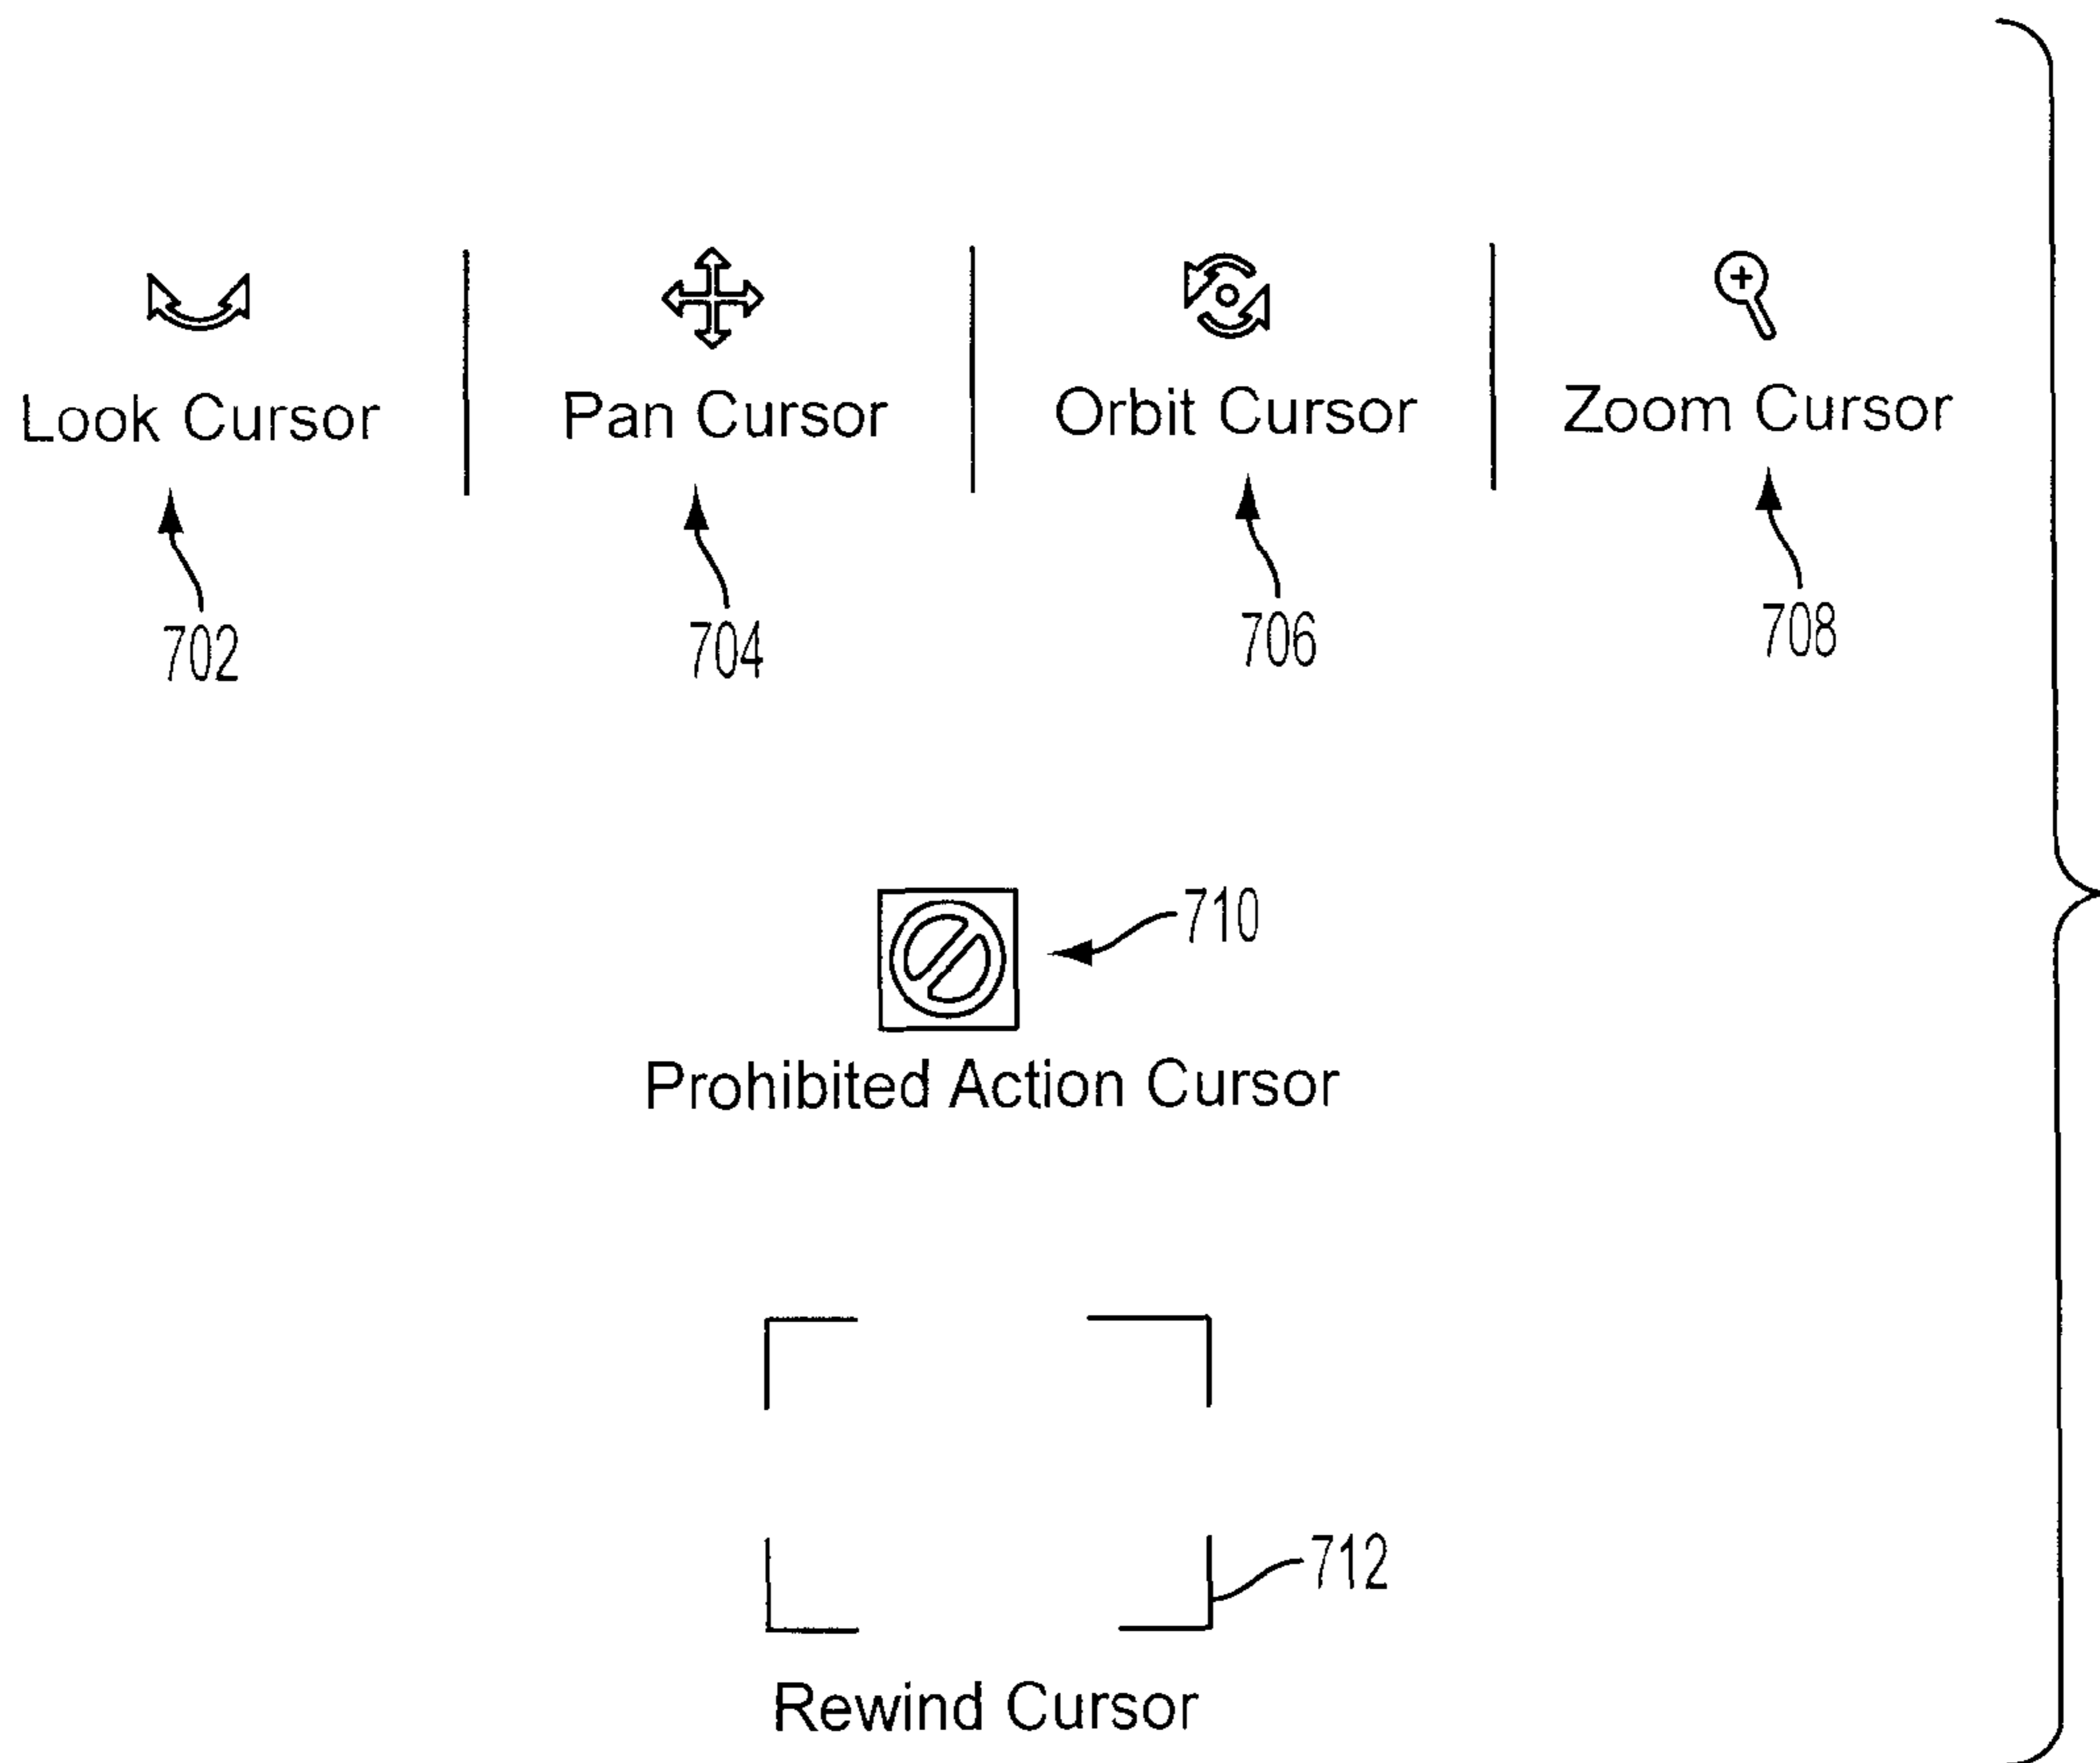 Look Cursor
Pan Cursor
Orbit Cursor
Zoom Cursor
702
704
706
708
710
Prohibited Action Cursor
712
Rewind Cursor